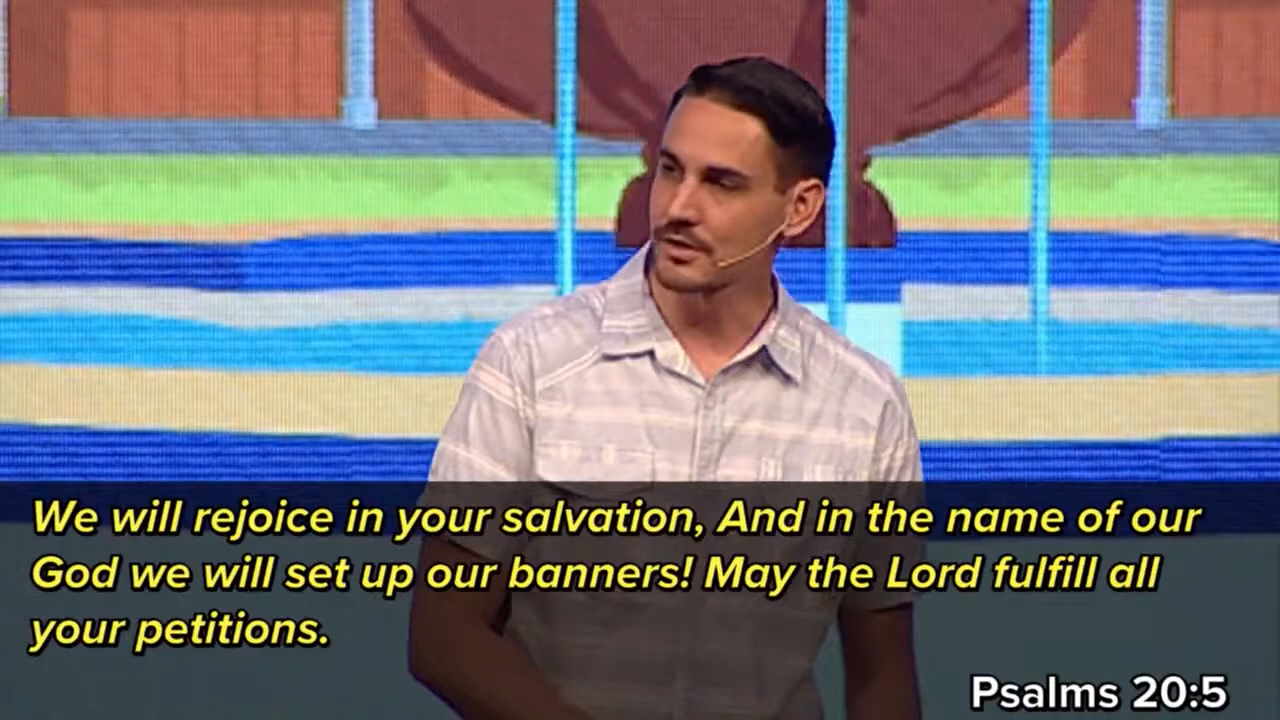 We will rejoice in your salvation, And in the name of our
God we will set up our banners! May the Lord fulfill all
your petitions.
Psalms 20:5